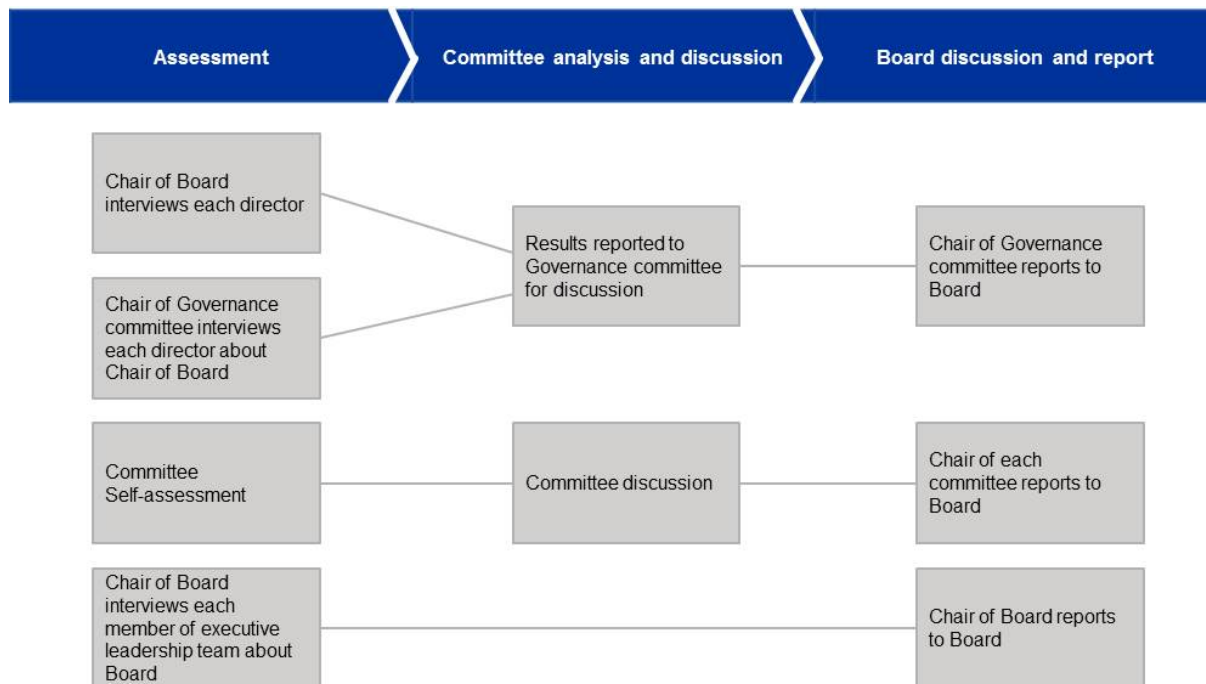 Assessment
Committee analysis and discussion
Board discussion and report
Chair of Board
interviews each director
Results reported to
Governance committee
for discussion
Chair of Governance
committee reports to
Board
Chair of Governance
committee interviews
each director about
Chair of Board
Committee
Self-assessment
Committee discussion
Chair of each
committee reports to
Board
Chair of Board
interviews each
member of executive
leadership team about
Board
Chair of Board reports
to Board